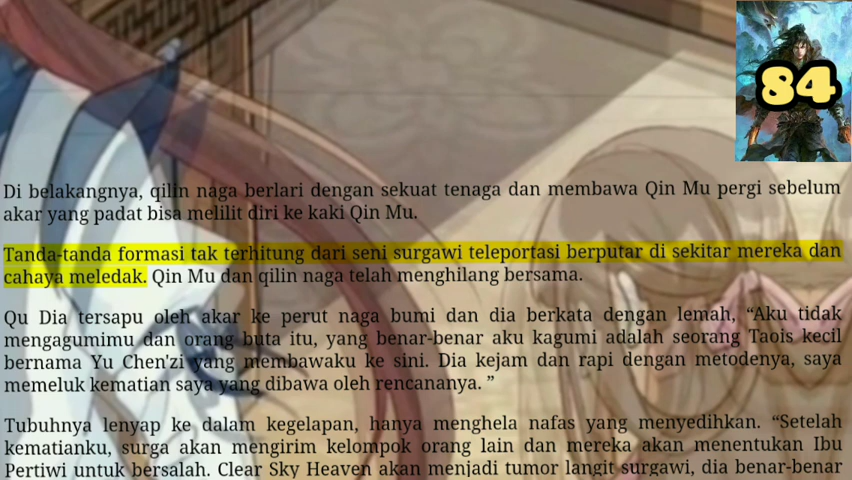 84
Di belakangnya, qilin naga berlari dengan sekuat tenaga dan membawa Qin Mu pergi sebelum
akar yang padat bisa melilit diri ke kaki Qin Mu.
Tanda-tanda formasi tak terhitung dari seni surgawi teleportasi berputar di sekitar mereka dan
cahaya meledak. Qin Mu dan qilin naga telah menghilang bersama.
Qu Dia tersapu oleh akar ke perut naga bumi dan dia berkata dengan lemah, “Aku tidak
mengagumimu dan orang buta itu, yang benar-benar aku kagumi adalah seorang Taois kecil
bernama Yu Chen'zi yang membawaku ke sini. Dia kejam dan rapi dengan metodenya, saya
memeluk kematian saya yang dibawa oleh rencananya. ”
Tubuhnya lenyap ke dalam kegelapan, hanya menghela nafas yang menyedihkan. “Setelah
kematianku, surga akan mengirim kelompok orang lain dan mereka akan menentukan Ibu
Pertiwi untuk bersalah. Clear Sky Heaven akan menjadi tumor langit surgawi, dia benar-benar